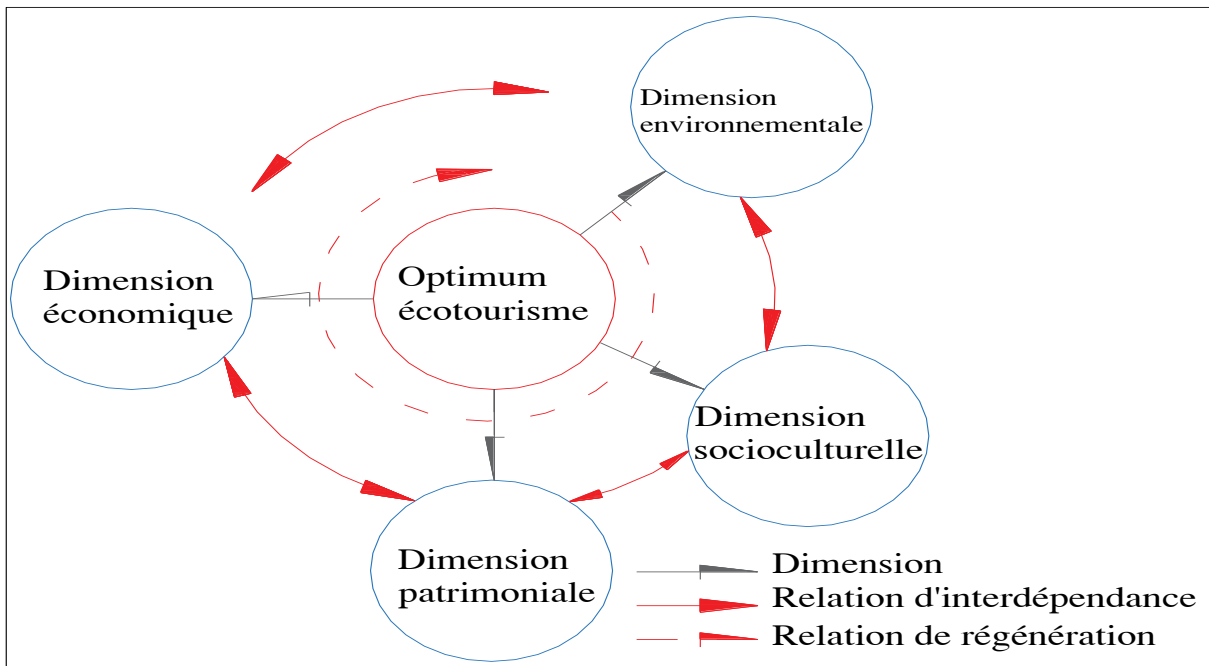 Dimension
environnementale
Dimension
économique
Optimum
écotourisme
Dimension
socioculturelle
Dimension
patrimoniale
Dimension
Relation d'interdépendance
Relation de régénération